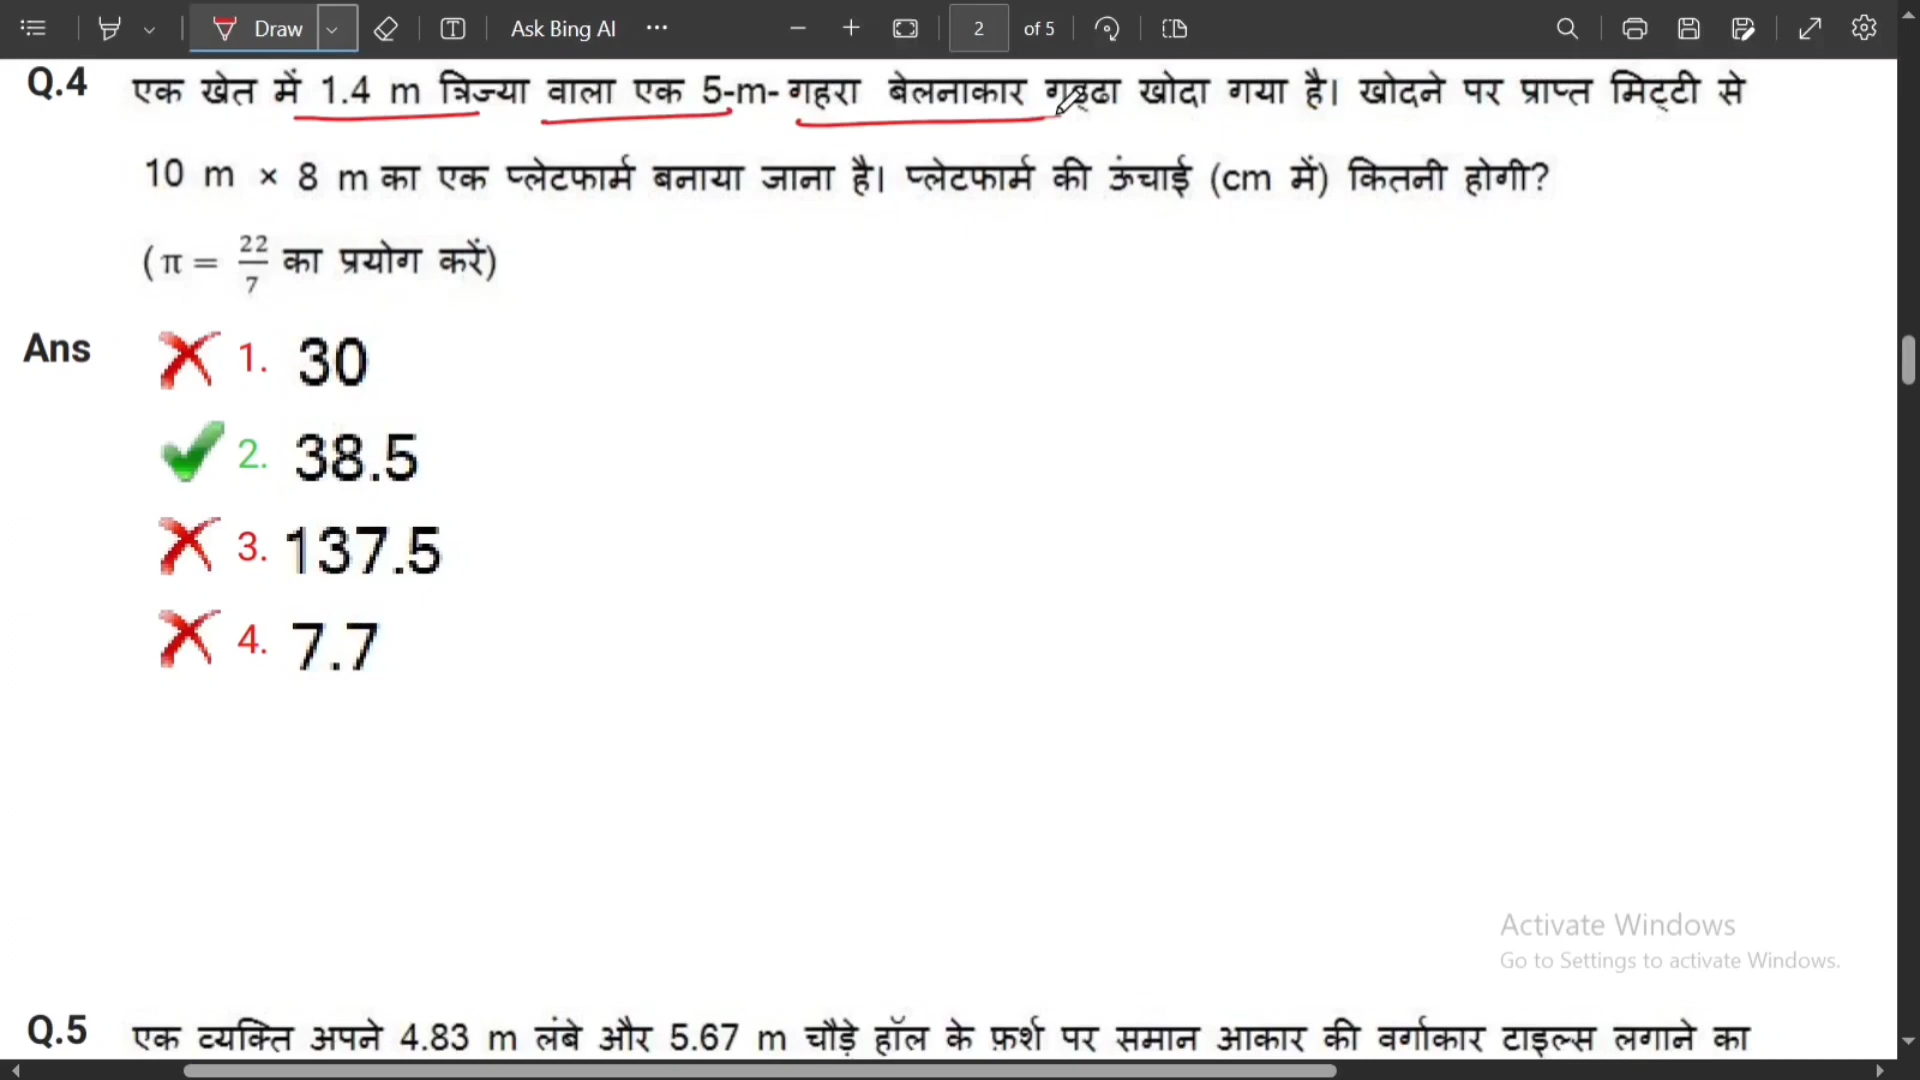 Draw Ask Bing AI 2 of 5
Q.4 एक खेत में 1.4 m त्रिज्या वाला एक 5-m- गहरा बेलनाकार गड्ढा खोदा गया है। खोदने पर प्राप्त मिट्टी से
10 m × 8 m का एक प्लेटफार्म बनाया जाना है। प्लेटफार्म की ऊंचाई (cm में) कितनी होगी?
(π = 22/7 का प्रयोग करें)
Ans 1. 30
2. 38.5
3. 137.5
4. 7.7
Activate Windows
Go to Settings to activate Windows.
Q.5 एक व्यक्ति अपने 4.83 m लंबे और 5.67 m चौड़े हॉल के फ़र्श पर समान आकार की वर्गाकार टाइल्स लगाने का